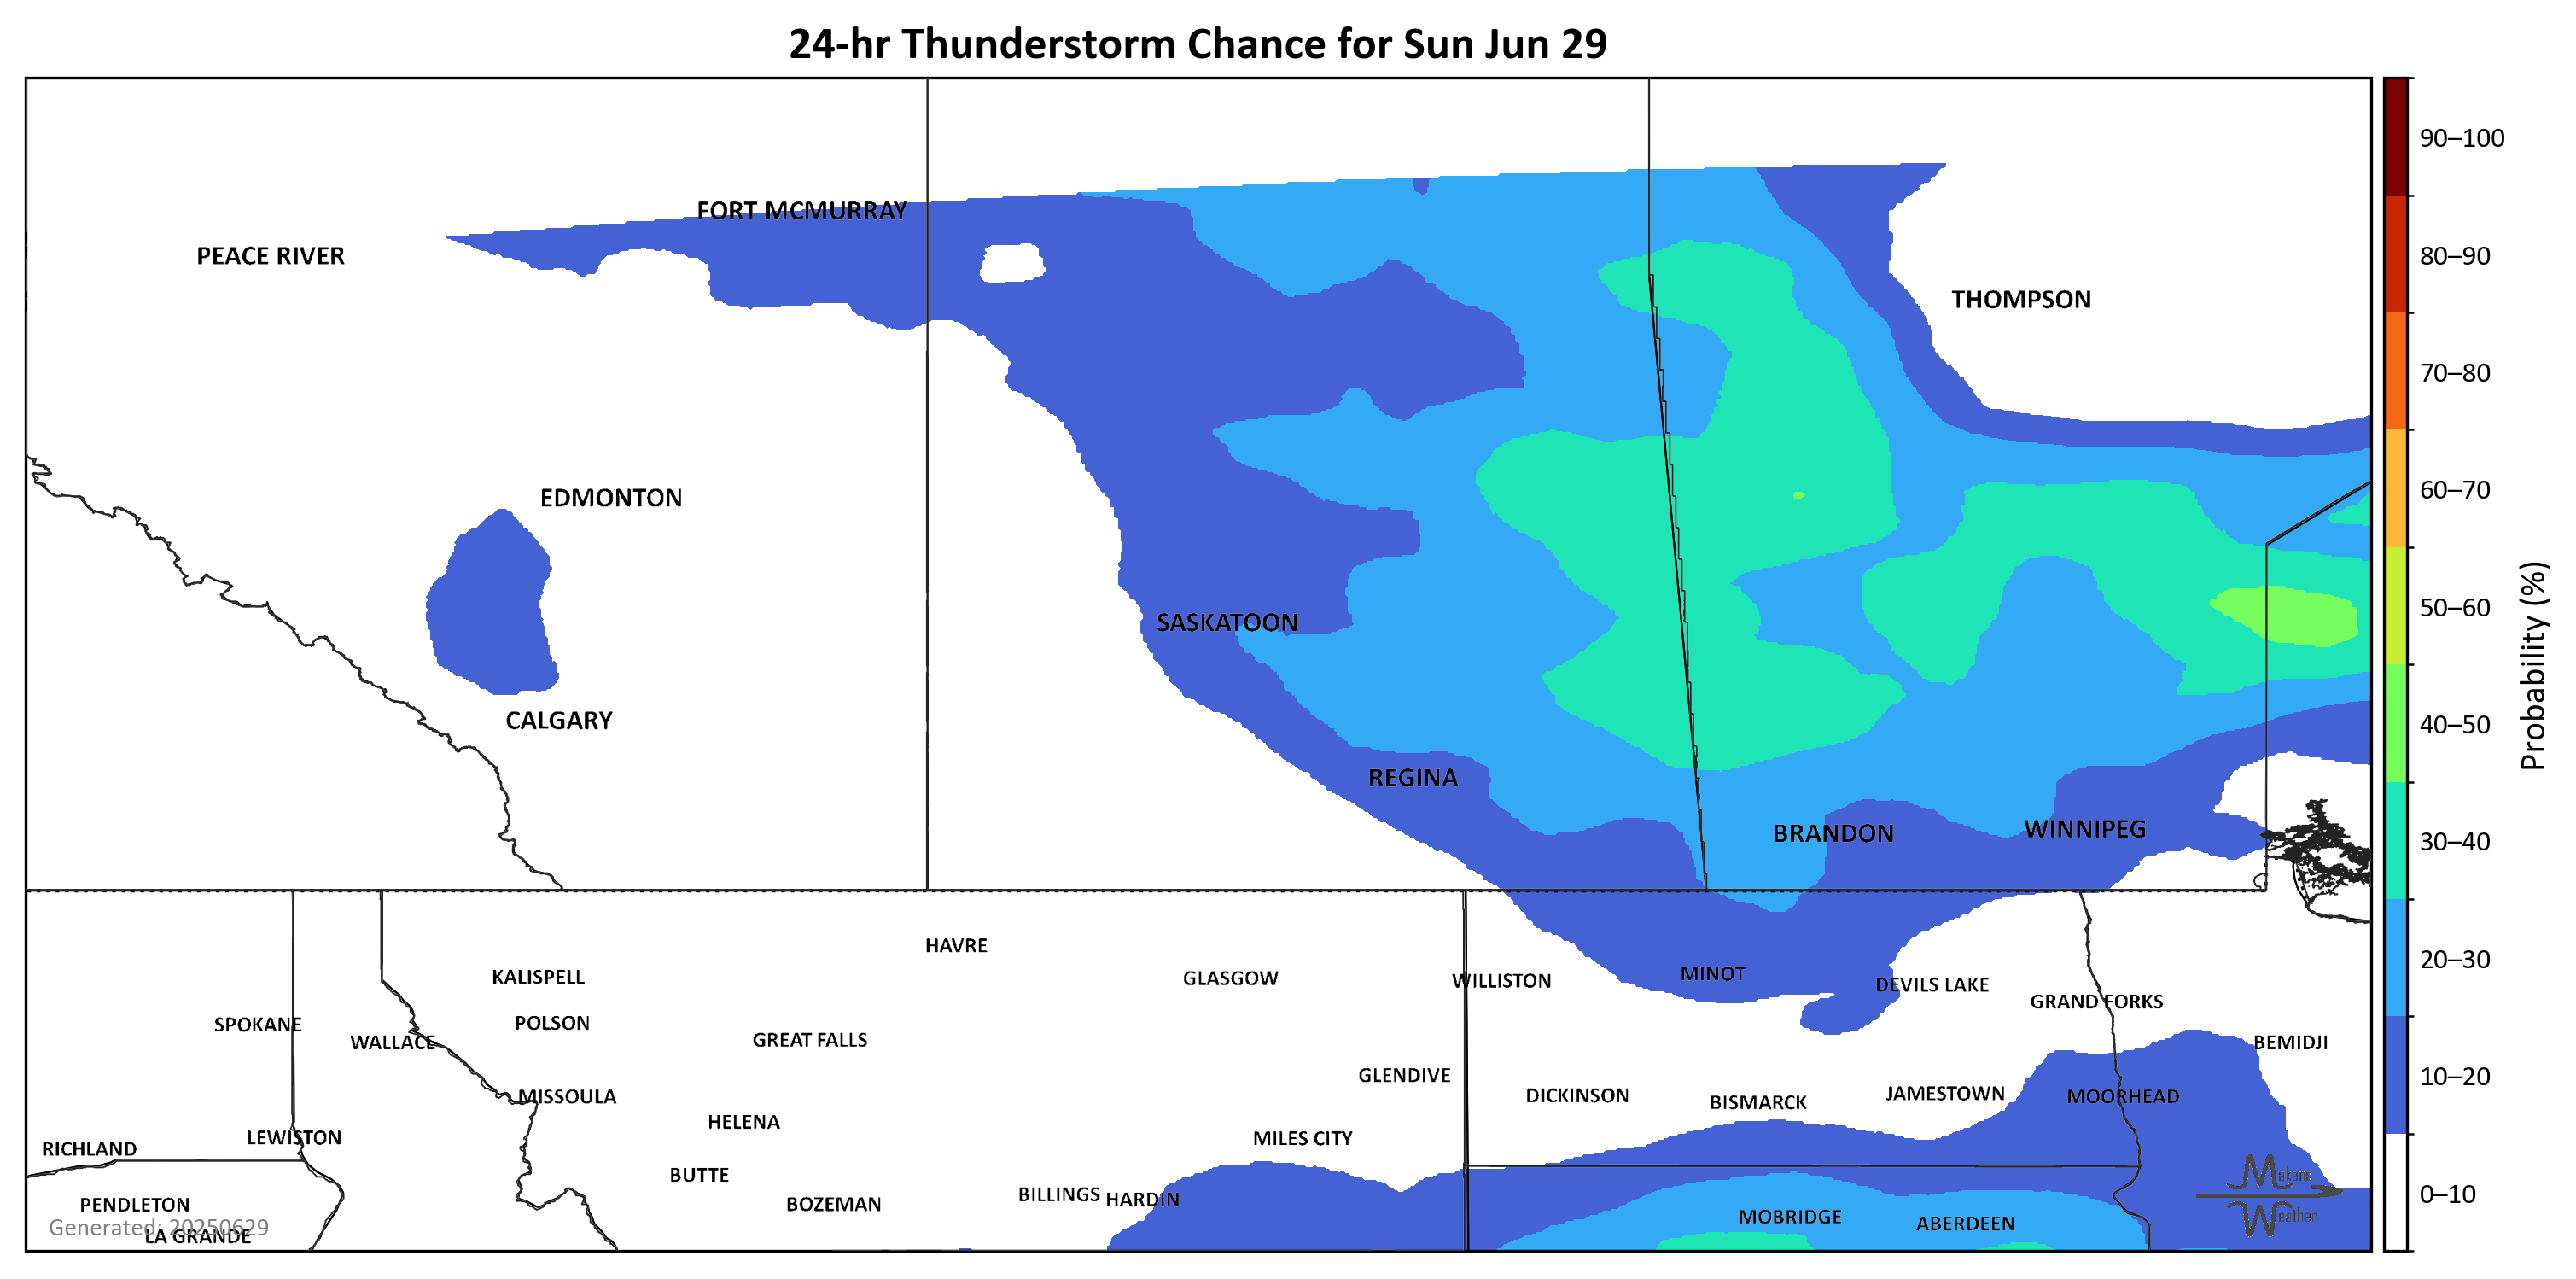 24-hr Thunderstorm Chance for Sun Jun 29
90–100
FORT MCMURRAY
PEACE RIVER
80–90
THOMPSON
70–80
EDMONTON
60–70
SASKATOON
50–60
Probability (%)
CALGARY
40–50
REGINA
BRANDON
WINNIPEG
30–40
HAVRE
KALISPELL
GLASGOW
WILLISTON
MINOT
DEVILS LAKE
20–30
GRAND FORKS
SPOKANE
POLSON
WALLACE
GREAT FALLS
BEMIDJI
GLENDIVE
10–20
MISSOULA
DICKINSON
BISMARCK
JAMESTOWN
MOORHEAD
HELENA
LEWISTON
MILES CITY
RICHLAND
BUTTE
Makens
Weather
0–10
PENDLETON
BOZEMAN
BILLINGS
HARDIN
MOBRIDGE
ABERDEEN
Generated: 20250629
LA GRANDE